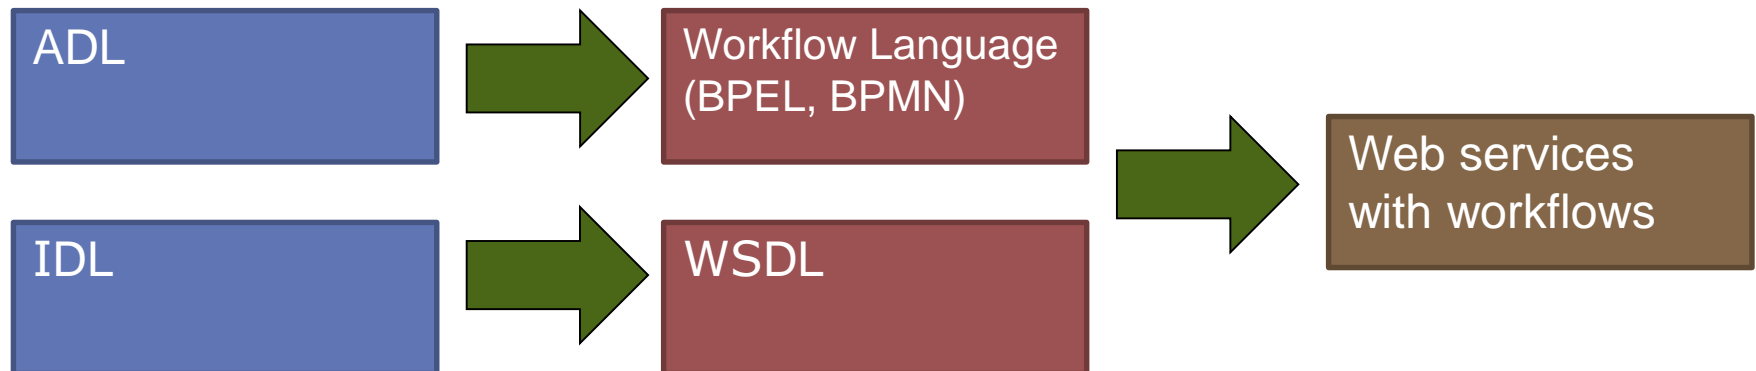 ADL
Workflow Language
(BPEL, BPMN)
Web services
with workflows
IDL
WSDL